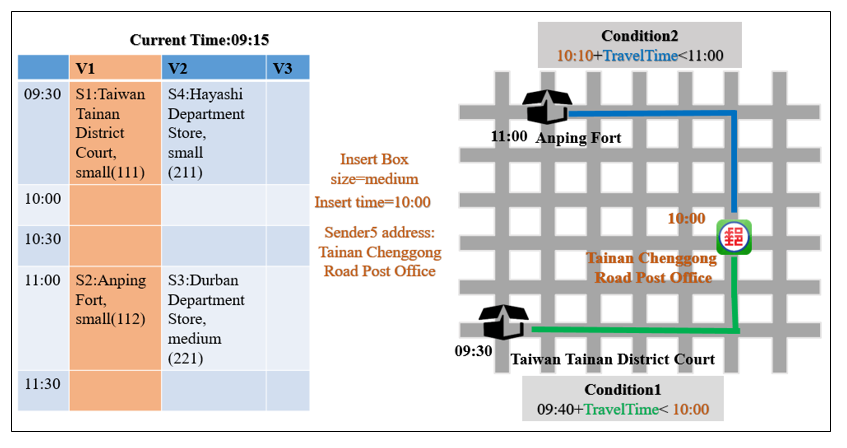 Current Time:09:15
V1 V2 V3
09:30
S1:Taiwan
Tainan
District
Court,
small(111)
S4:Hayashi
Department
Store,
small
(211)
10:00
10:30
11:00
S2:Anping
Fort,
small(112)
S3:Durban
Department
Store,
medium
(221)
11:30
Insert Box
size=medium
Insert time=10:00
Sender5 address:
Tainan Chenggong
Road Post Office
Condition2
10:10+TravelTime<11:00
11:00
Anping Fort
10:00
超
Tainan Chenggong
Road Post Office
09:30
Taiwan Tainan District Court
Condition1
09:40+TravelTime< 10:00